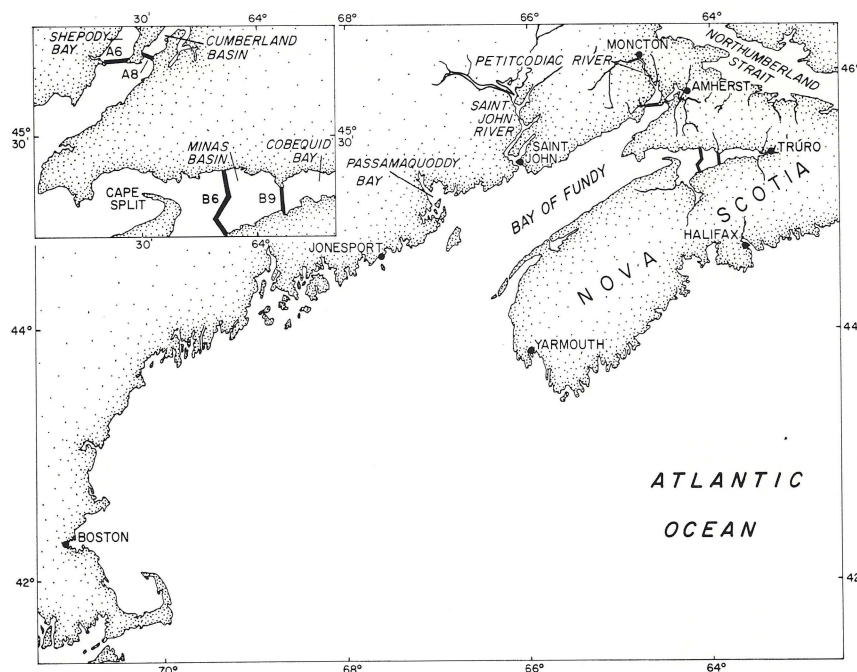 30'
64°
68°
66°
64°
SHEPODY
BAY
A6
A8
CUMBERLAND
BASIN
30'
45°
MINAS
BASIN
COBEQUID
BAY
CAPE
SPLIT
B6
B9
30'
64°
MONCTON
PETITCODIAC RIVER
NORTHUMBERLAND
STRAIT
46°
AMHERST
SAINT
JOHN
RIVER
45°
SAINT
JOHN
TRURO
PASSAMAQUODDY
BAY
BAY OF FUNDY
NOVA SCOTIA
HALIFAX
JONESPORT
44°
44
YARMOUTH
ATLANTIC
OCEAN
BOSTON
42°
42
70°
68°
66°
64°